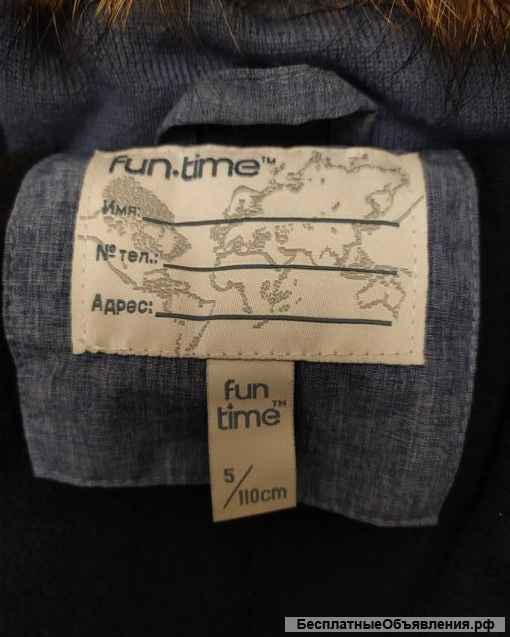 fun.time™
Имя:
№ тел.:
Адрес:
fun
time™
5/110cm
БесплатныеОбъявления.рф